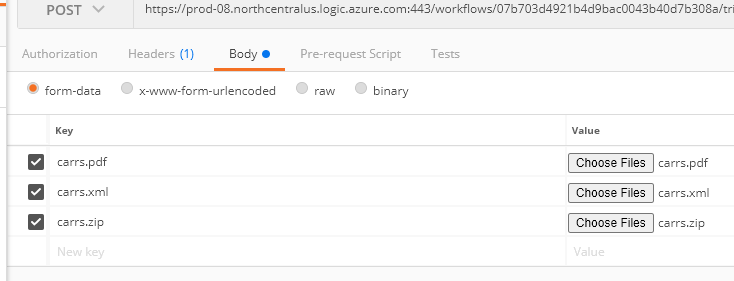 POST https://prod-08.northcentralus.logic.azure.com:443/workflows/07b703d4921b4d9bac0043b40d7b308a/tri
Authorization Headers (1) Body Pre-request Script Tests
form-data x-www-form-urlencoded raw binary
Key Value
carrs.pdf Choose Files carrs.pdf
carrs.xml Choose Files carrs.xml
carrs.zip Choose Files carrs.zip
New key Value